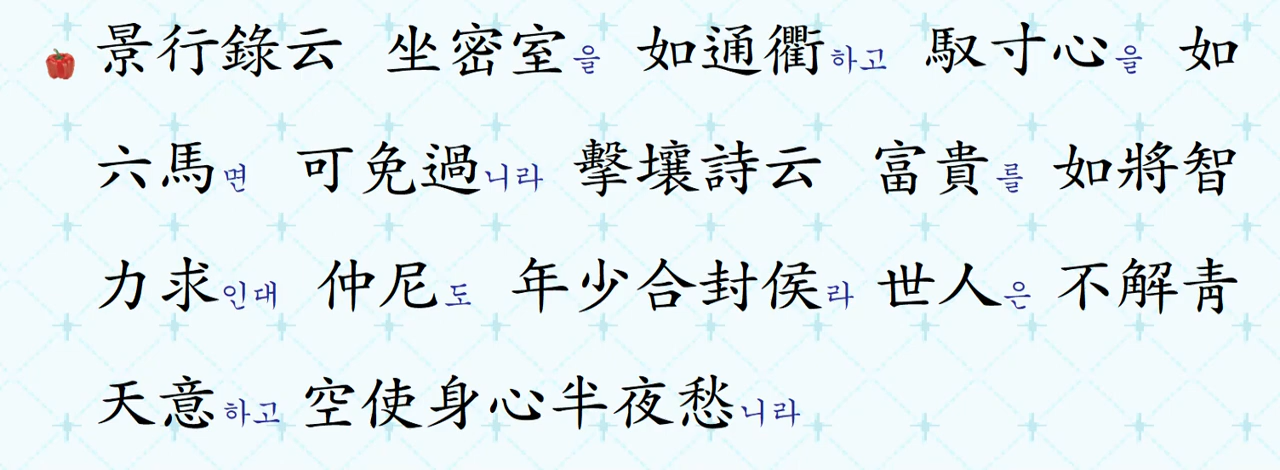 景行錄云 坐密室을 如通衢하고 馭寸心을 如
六馬면 可免過니라 擊壤詩云 富貴를 如將智
力求인대 仲尼도 年少合封侯라 世人은 不解靑
天意하고 空使身心半夜愁니라